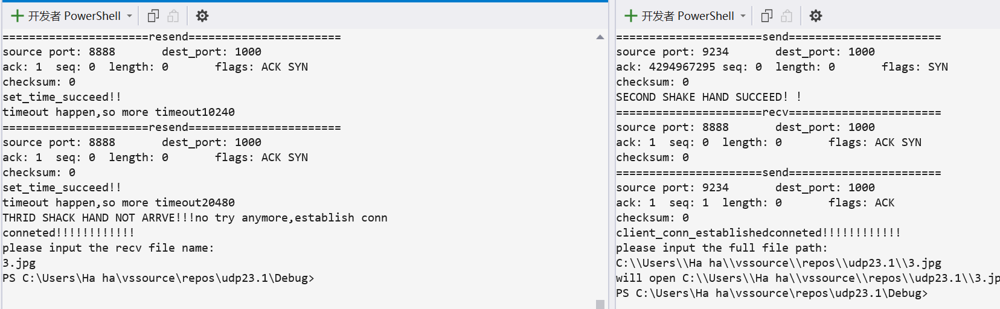 开发者 PowerShell
======================resend=======================
source port: 8888       dest_port: 1000
ack: 1  seq: 0  length: 0       flags: ACK SYN
checksum: 0
set_time_succeed!!
timeout happen,so more timeout10240
======================resend=======================
source port: 8888       dest_port: 1000
ack: 1  seq: 0  length: 0       flags: ACK SYN
checksum: 0
set_time_succeed!!
timeout happen,so more timeout20480
THRID SHACK HAND NOT ARRVE!!!no try anymore,establish conn
conneted!!!!!!!!!!!!
please input the recv file name:
3.jpg
PS C:\Users\Ha ha\vssource\repos\udp23.1\Debug>
开发者 PowerShell
======================send=======================
source port: 9234       dest_port: 1000
ack: 4294967295 seq: 0  length: 0       flags: SYN
checksum: 0
SECOND SHAKE HAND SUCCEED! !
======================recv=======================
source port: 8888       dest_port: 1000
ack: 1  seq: 0  length: 0       flags: ACK SYN
checksum: 0
======================send=======================
source port: 9234       dest_port: 1000
ack: 1  seq: 1  length: 0       flags: ACK
checksum: 0
client_conn_establishedconneted!!!!!!!!!!!!
please input the full file path:
C:\\Users\\Ha ha\\vssource\\repos\\udp23.1\\3.jpg
will open C:\\Users\\Ha ha\\vssource\\repos\\udp23.1\\3.jp
PS C:\Users\Ha ha\vssource\repos\udp23.1\Debug>